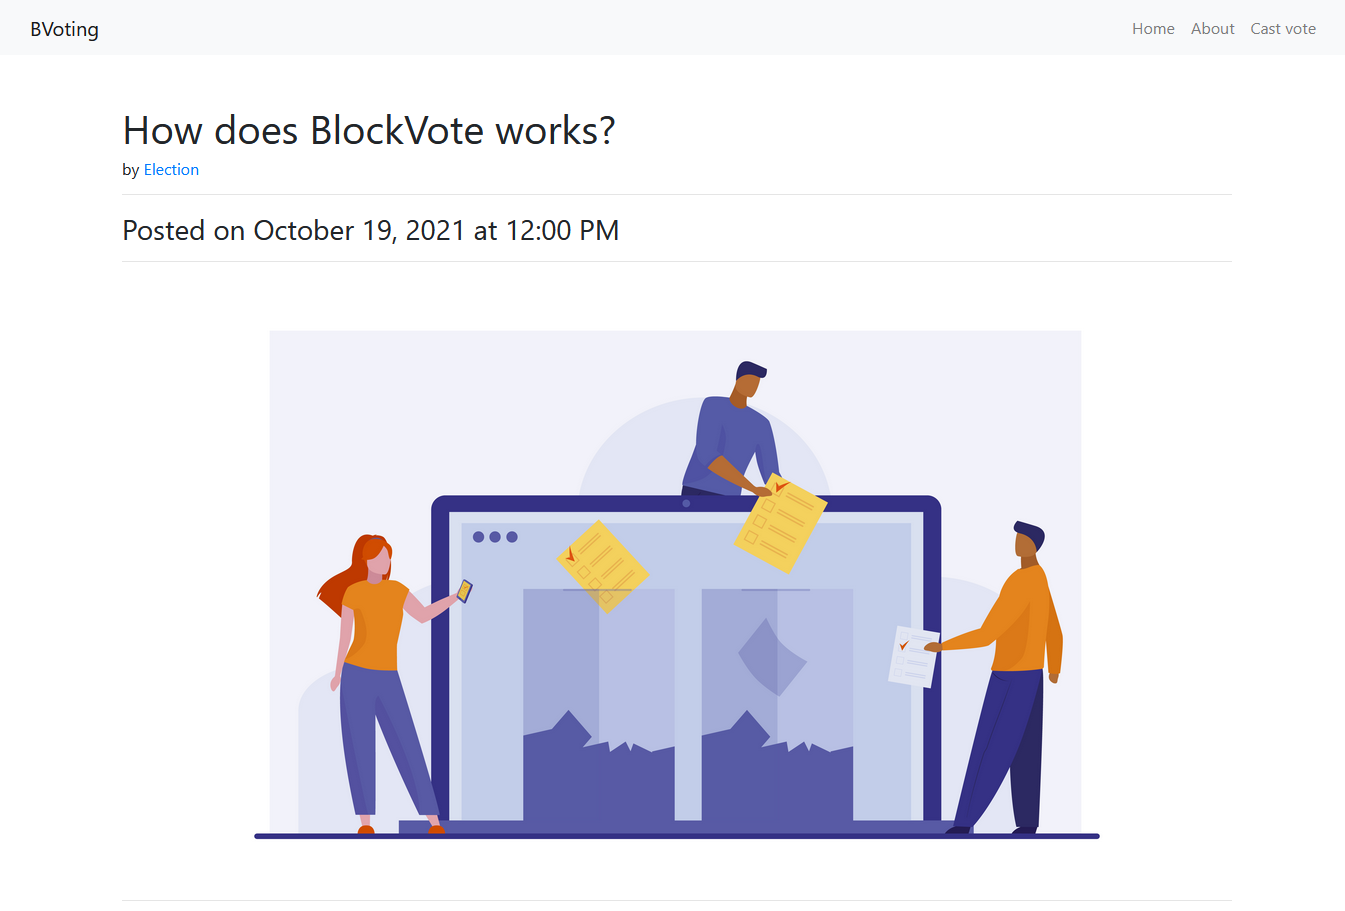 BVoting
Home About Cast vote
How does BlockVote works?
by Election
Posted on October 19, 2021 at 12:00 PM